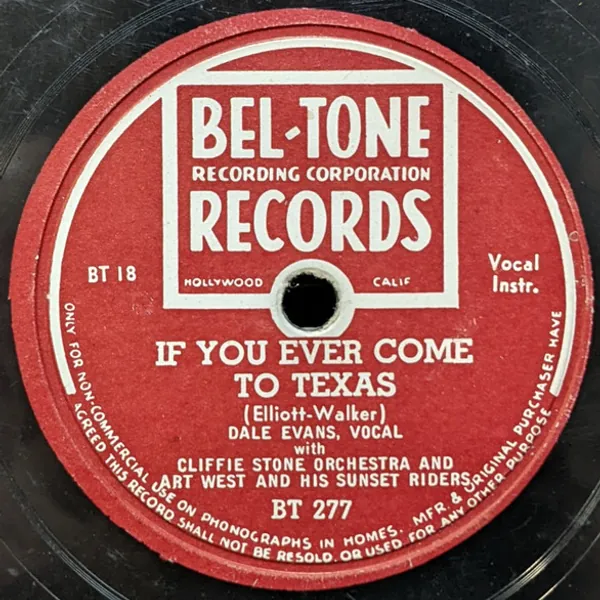 BEL-TONE
RECORDING CORPORATION
RECORDS
HOLLYWOOD CALIF
BT 18
Vocal
Instr.
IF YOU EVER COME
TO TEXAS
(Elliott-Walker)
DALE EVANS, VOCAL
with
CLIFFIE STONE ORCHESTRA AND
ART WEST AND HIS SUNSET RIDERS
BT 277
ONLY FOR NON-COMMERCIAL USE ON PHONOGRAPHS IN HOMES. MFR. & ORIGINAL PURCHASER HAVE
AGREED THIS RECORD SHALL NOT BE RESOLD OR USED FOR ANY OTHER PURPOSE